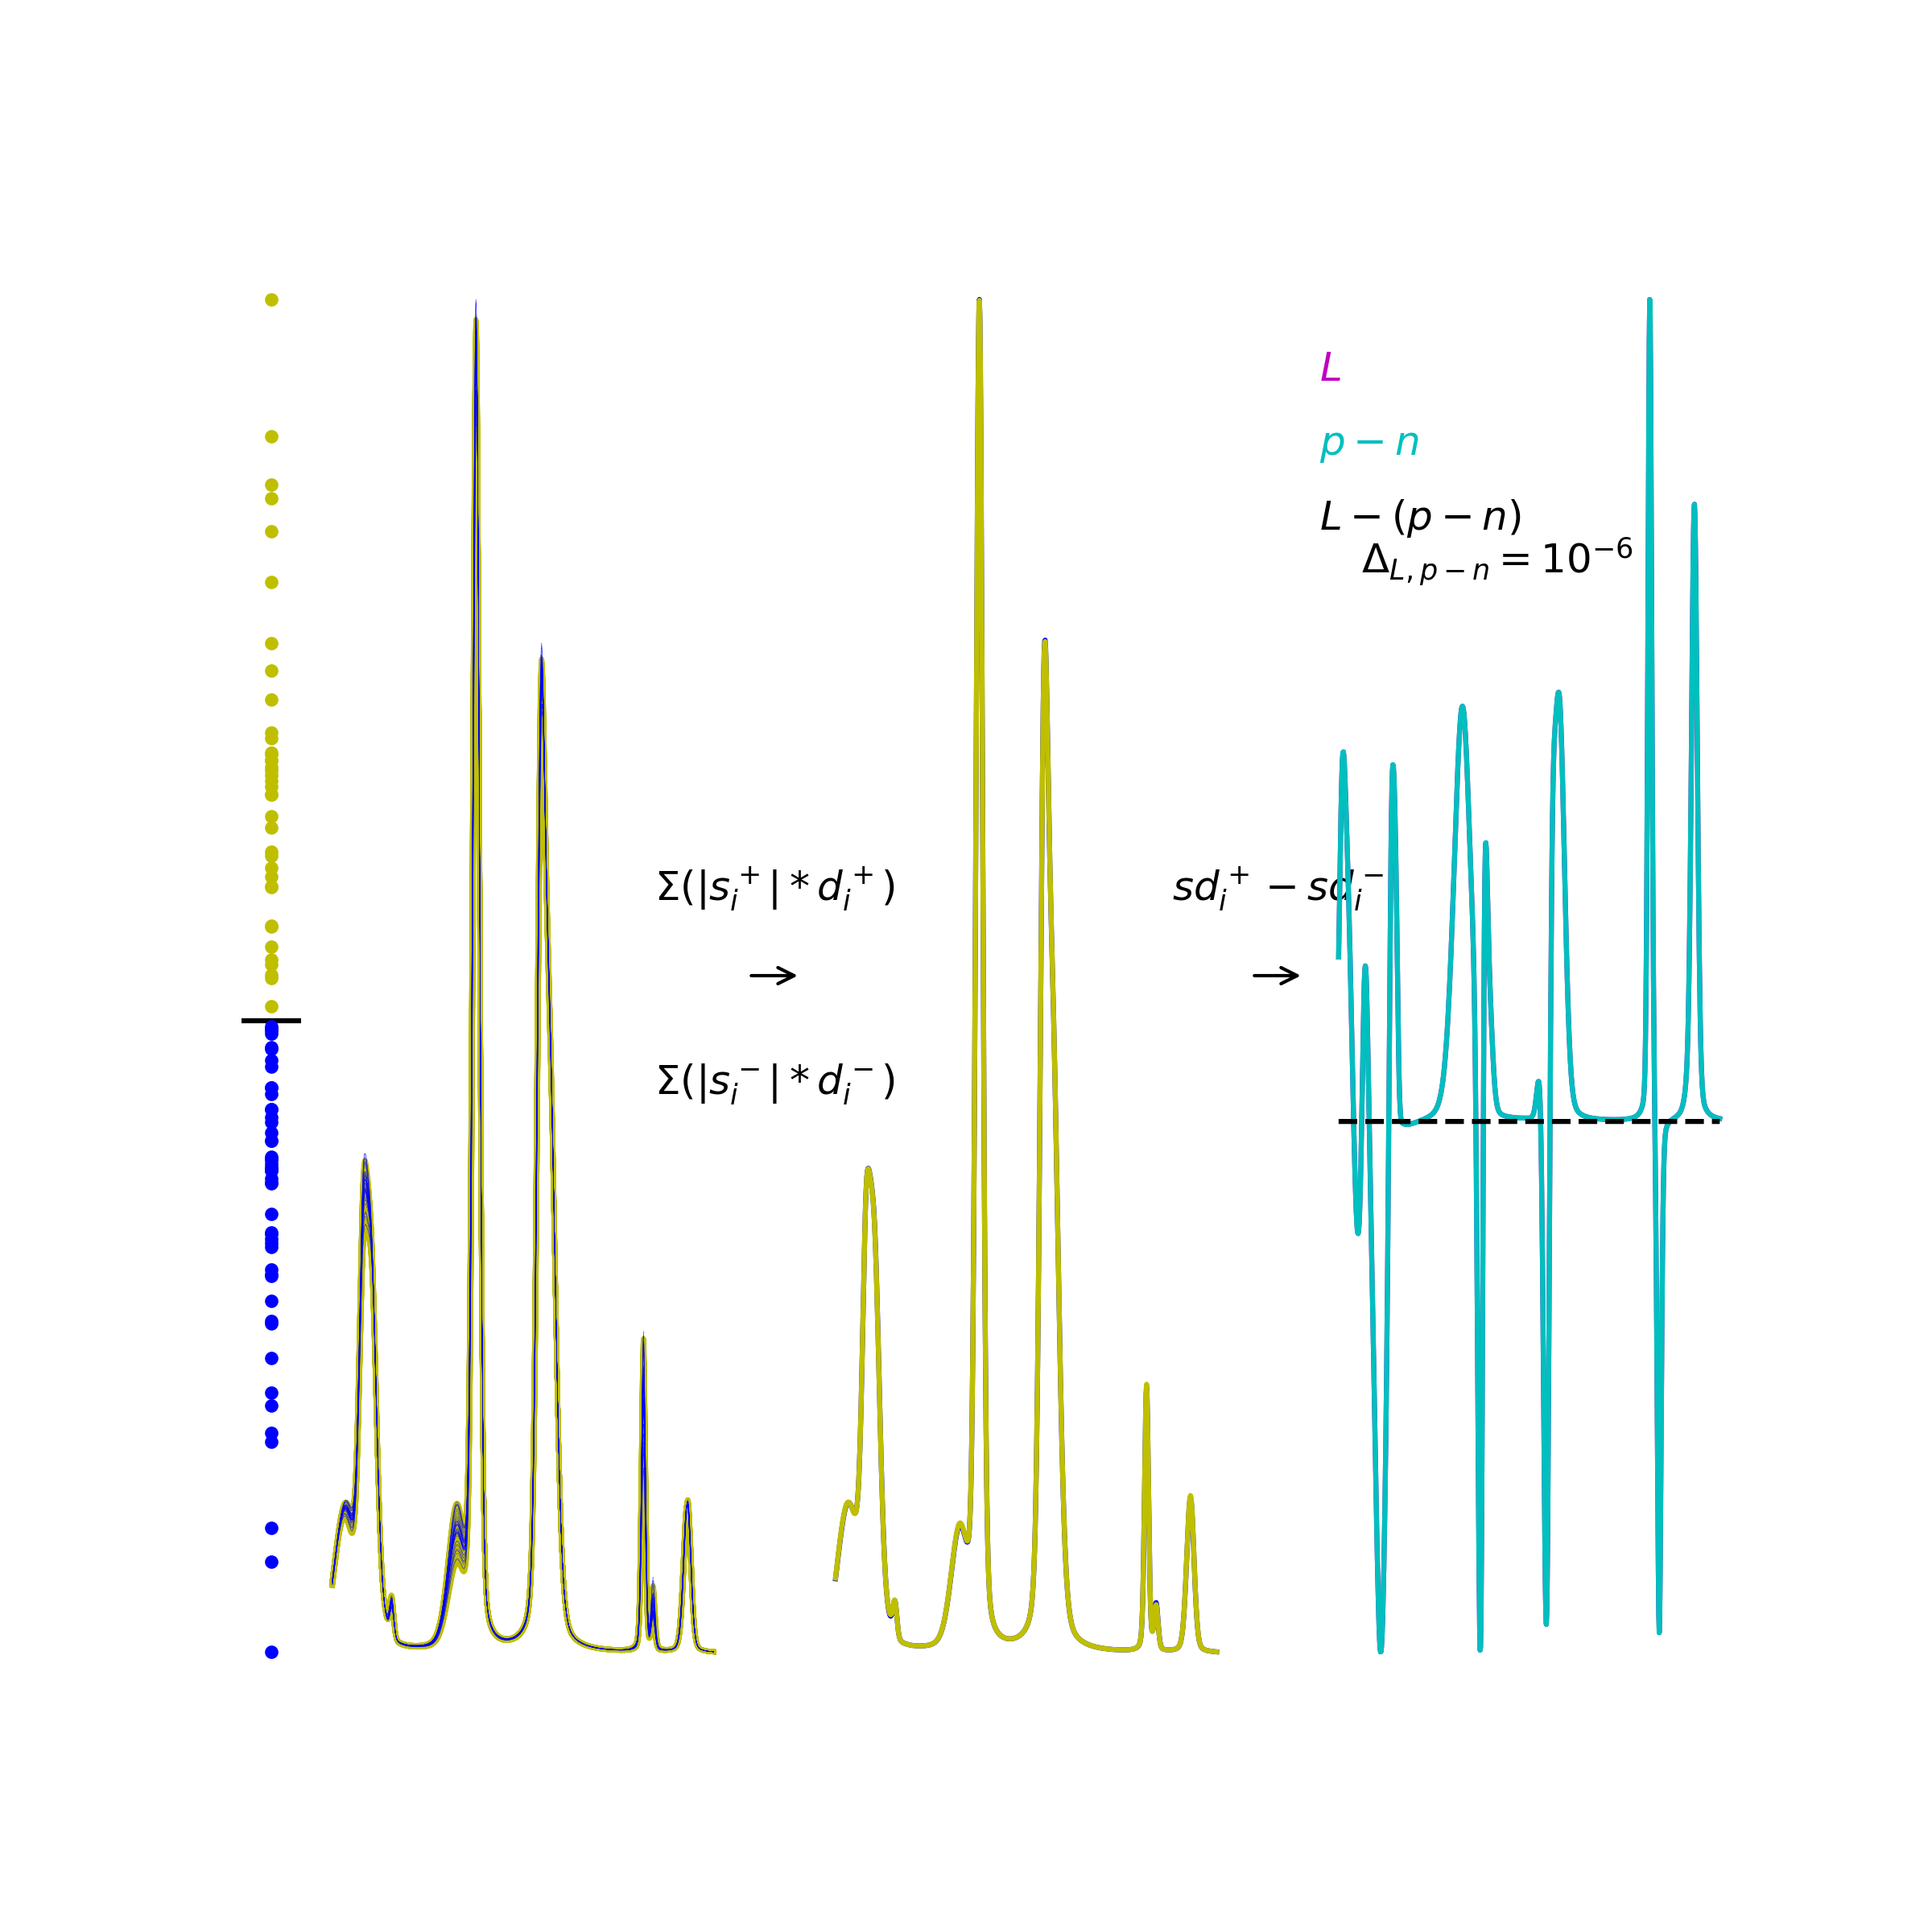 L
p − n
L − (p − n)
Δ_{L, p − n} = 10^{−6}
Σ(|s_i^+| * d_i^+)
sd_i^+ − sd_i^−
Σ(|s_i^−| * d_i^−)